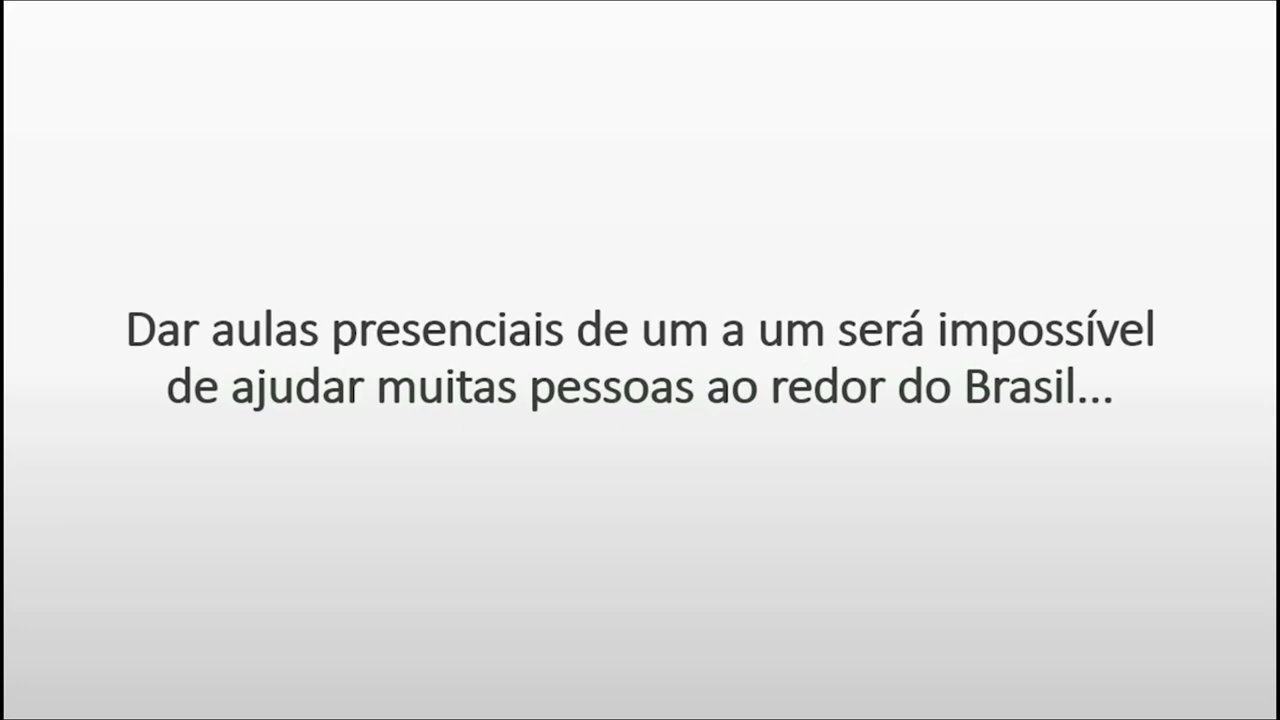 Dar aulas presenciais de um a um será impossível
de ajudar muitas pessoas ao redor do Brasil...